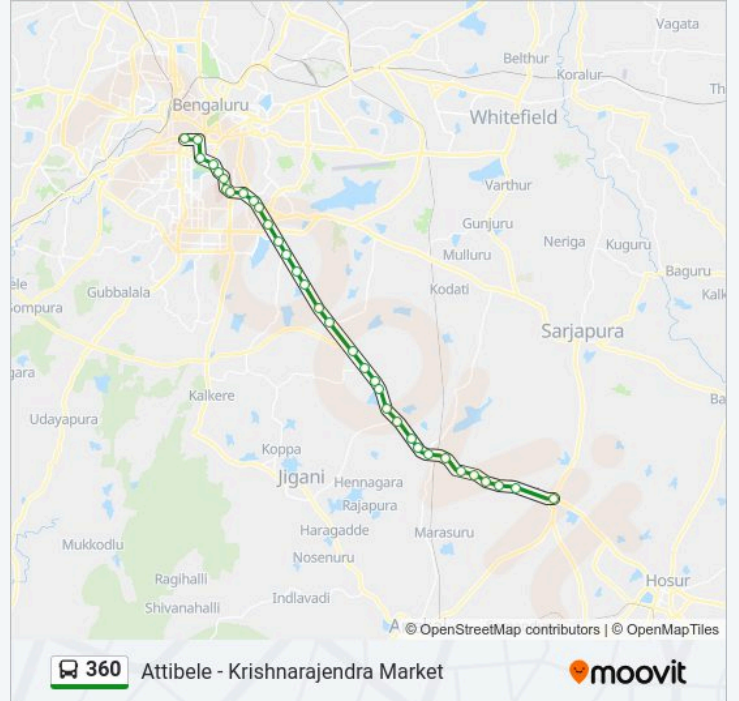 Vagata
Belthur
Koralur
Th
Bengaluru
Whitefield
Varthur
Gunjuru
Neriga
Kuguru
Mulluru
Baguru
ele
Kodati
Kalk
Gubbalala
ompura
Sarjapura
gara
Kalkere
Ba
Udayapura
Koppa
Jigani
Hennagara
Rajapura
Haragadde
Marasuru
Mukkodlu
Nosenuru
Ragihalli
Hosur
Shivanahalli
Indlavadi
A
© OpenStreetMap contributors | © OpenMapTiles
360 Attibele - Krishnarajendra Market
moovit